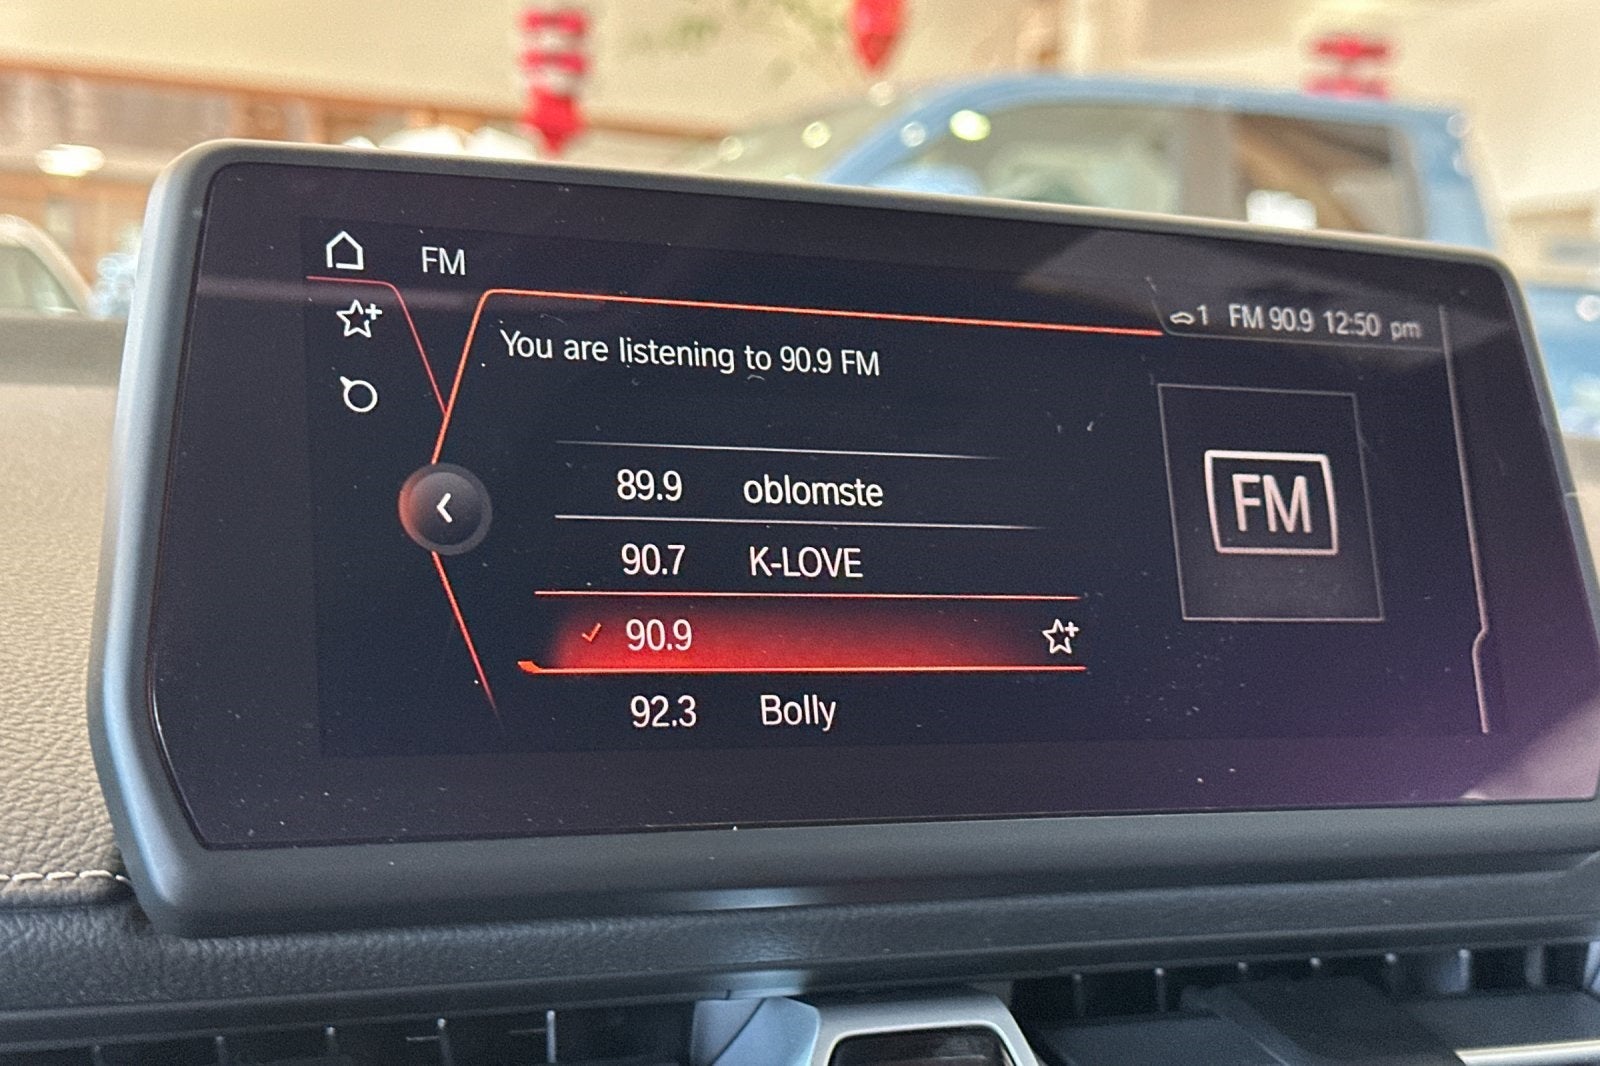 FM
1 FM 90.9 12:50 pm
You are listening to 90.9 FM
89.9 oblomste
90.7 K-LOVE
90.9
92.3 Bolly
FM